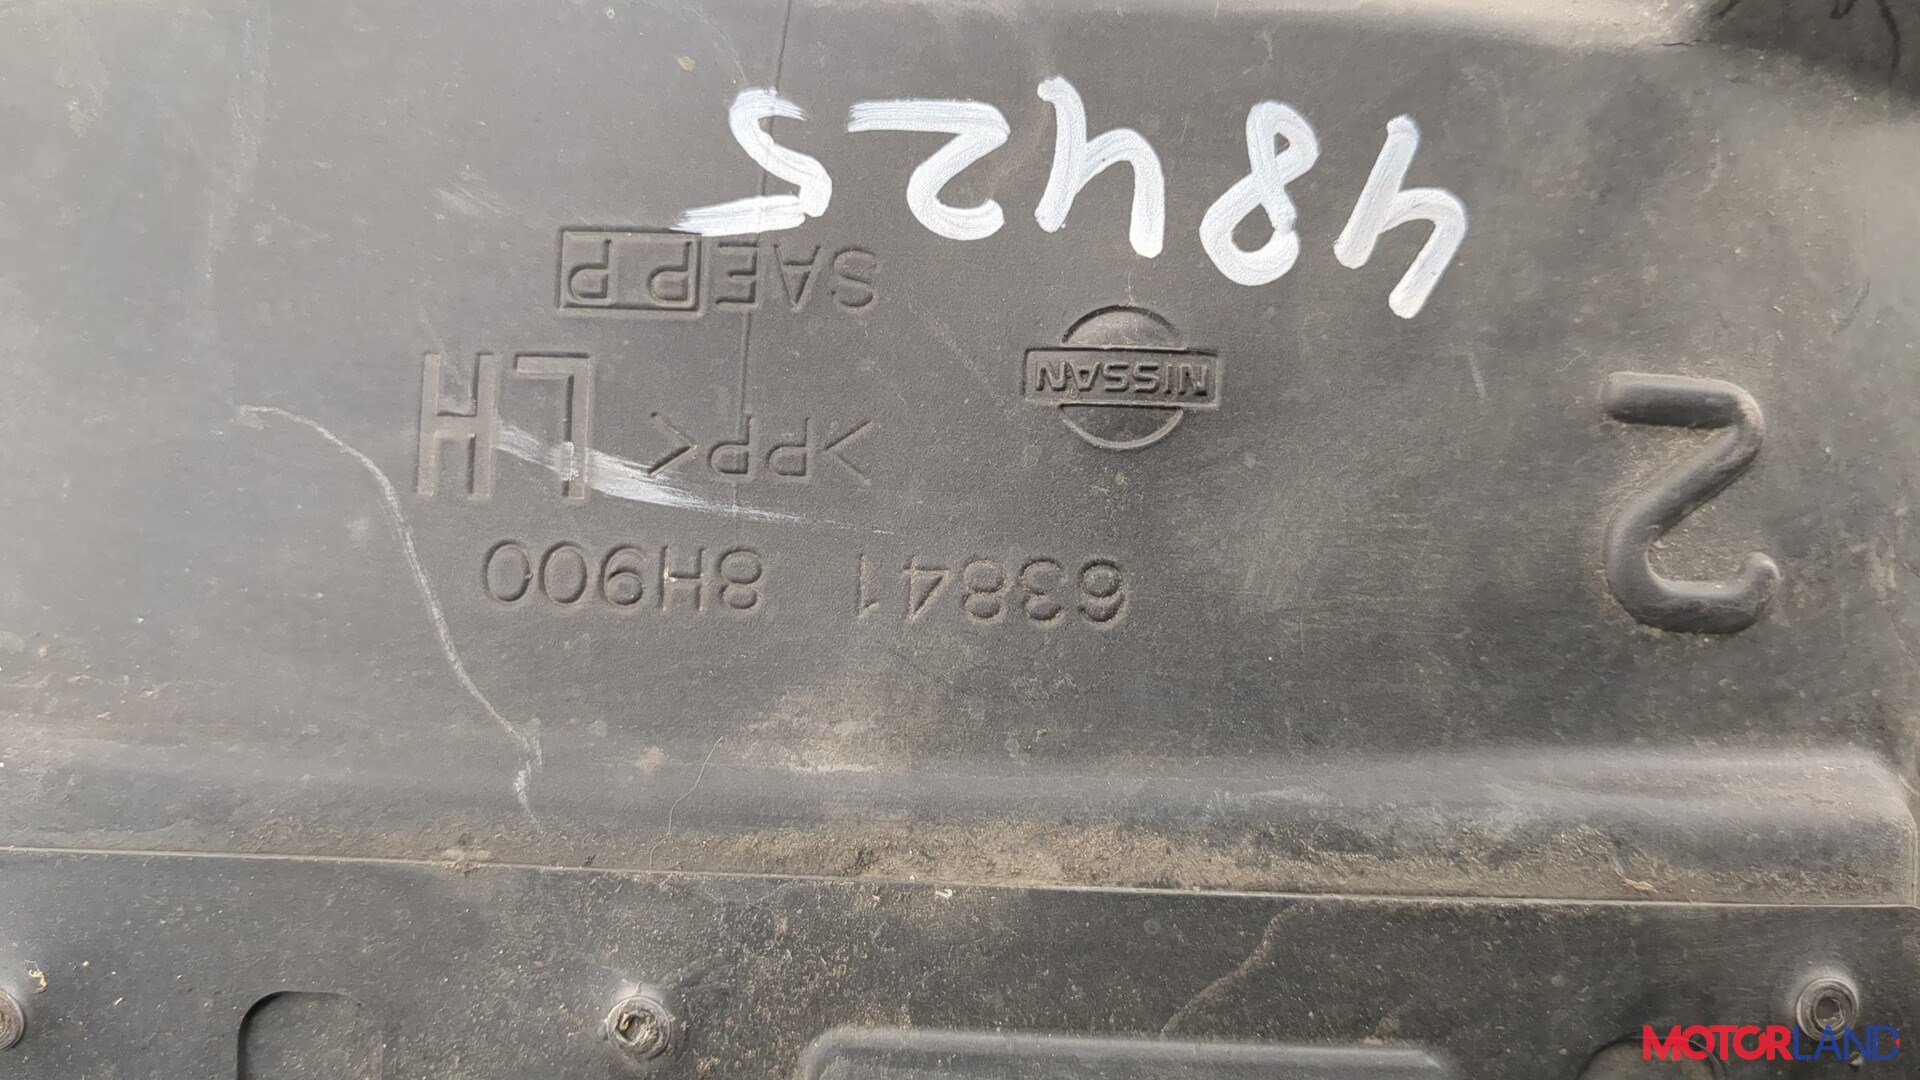 63841 8H900
2
NISSAN >PP< LH
SAE PP
48425
MOTORLAND